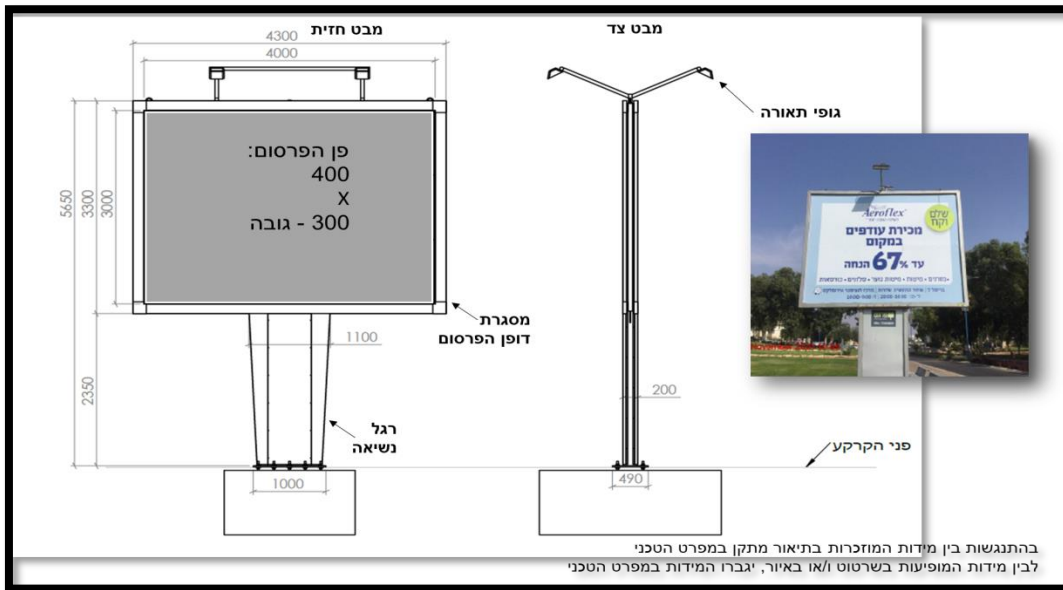 מבט חזית
מבט צד
4300
4000
גופי תאורה
פן הפרסום:
400
X
300 - גובה
5650
3300
3000
Aeroflex
שלם
וקח
מכירת עודפים
במקום
עד 67% הנחה
מסגרת
דופן הפרסום
1100
2350
200
רגל
נשיאה
פני הקרקע
1000
490
בהתנגשות בין מידות המוזכרות בתיאור מתקן במפרט הטכני
לבין מידות המופיעות בשרטוט ו/או באיור, יגברו המידות במפרט הטכני